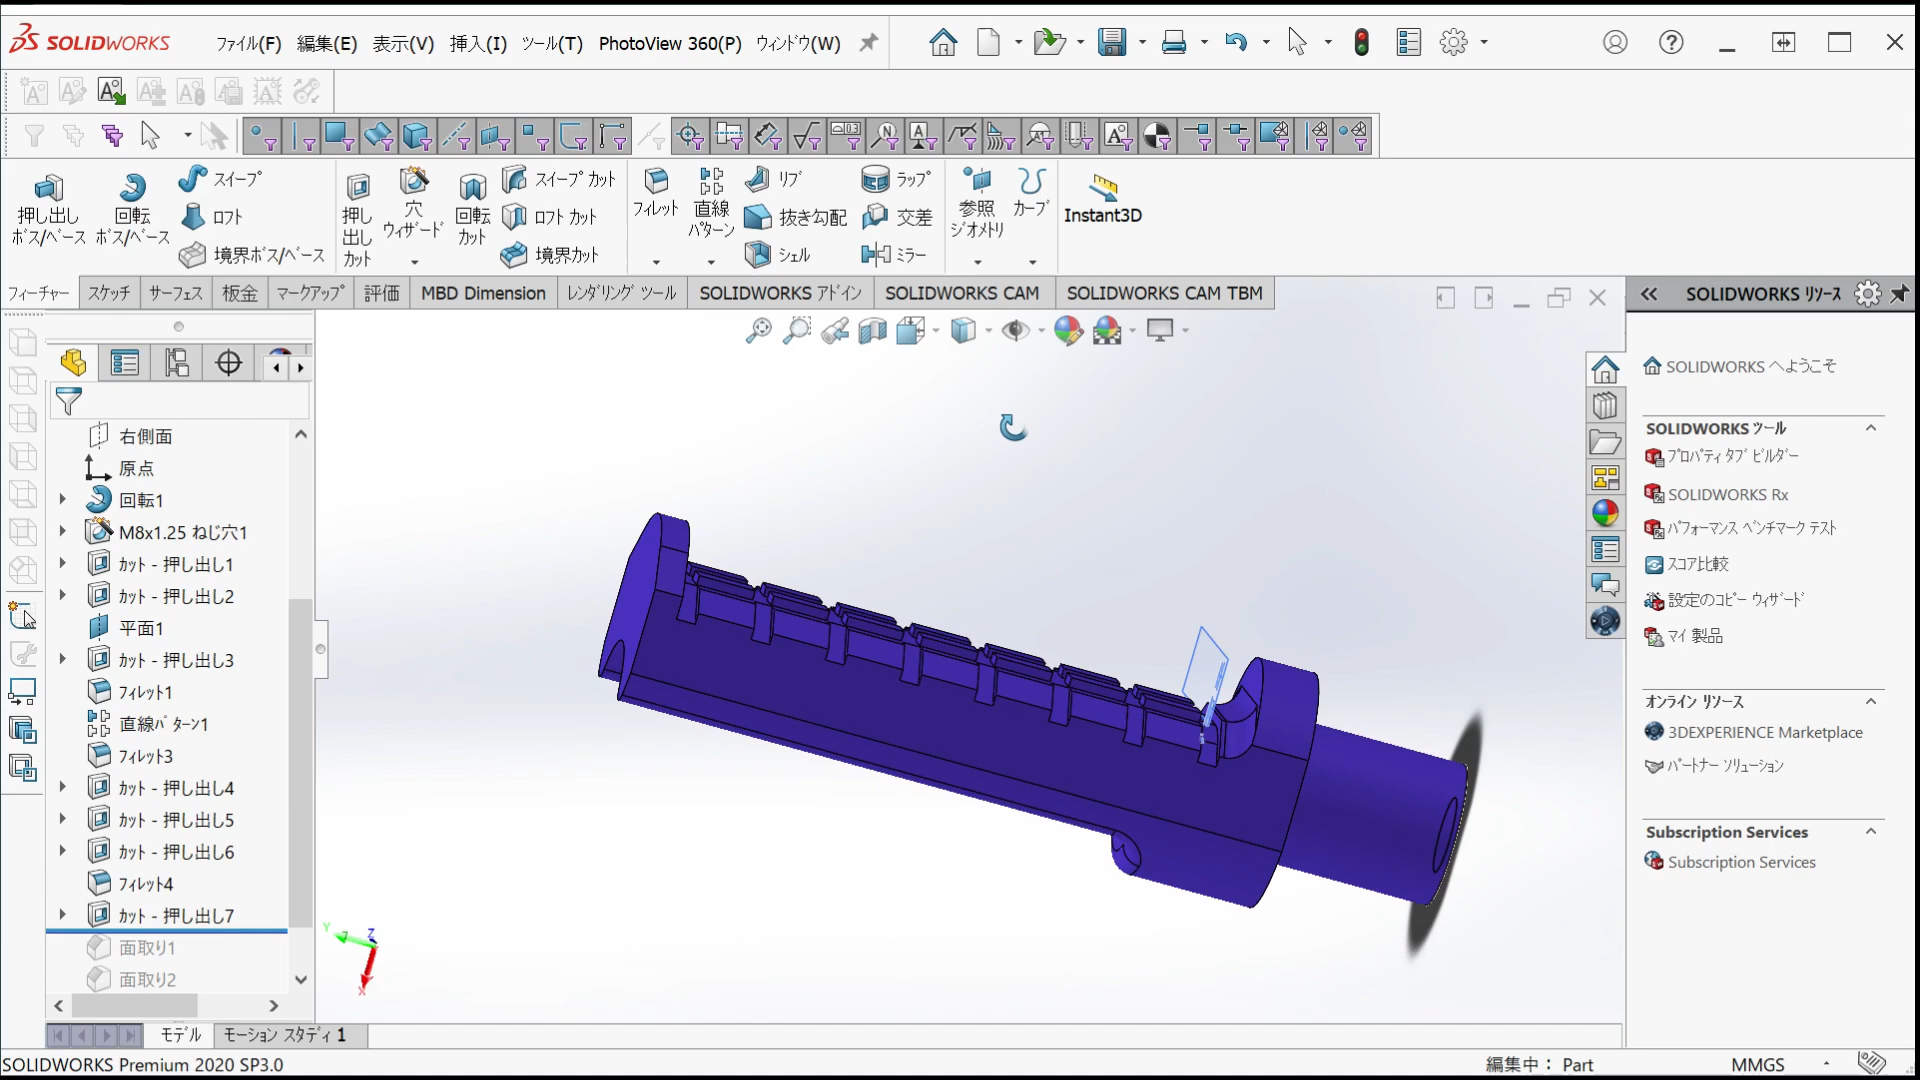 SOLIDWORKS ファイル(F) 編集(E) 表示(V) 挿入(I) ツール(T) PhotoView 360(P) ウィンドウ(W)
押し出し
ボス/ベース
回転
ボス/ベース
スイープ
ロフト
境界ボス/ベース
押し
出し
カット
穴
ウィザード
回転
カット
スイープ カット
ロフト カット
境界カット
フィレット
直線
パターン
リブ
抜き勾配
シェル
ラップ
交差
ミラー
参照
ジオメトリ
カーブ
Instant3D
フィーチャー スケッチ サーフェス 板金 マークアップ 評価 MBD Dimension レンダリング ツール SOLIDWORKS アドイン SOLIDWORKS CAM SOLIDWORKS CAM TBM
右側面
原点
回転1
M8x1.25 ねじ穴1
カット - 押し出し1
カット - 押し出し2
平面1
カット - 押し出し3
フィレット1
直線パターン1
フィレット3
カット - 押し出し4
カット - 押し出し5
カット - 押し出し6
フィレット4
カット - 押し出し7
面取り1
面取り2
Y Z
X
SOLIDWORKS リソース
SOLIDWORKS へようこそ
SOLIDWORKS ツール
プロパティ タブ ビルダー
SOLIDWORKS Rx
パフォーマンス ベンチマーク テスト
スコア比較
設定のコピー ウィザード
マイ 製品
オンライン リソース
3DEXPERIENCE Marketplace
パートナー ソリューション
Subscription Services
Subscription Services
モデル モーション スタディ 1
SOLIDWORKS Premium 2020 SP3.0 編集中： Part MMGS